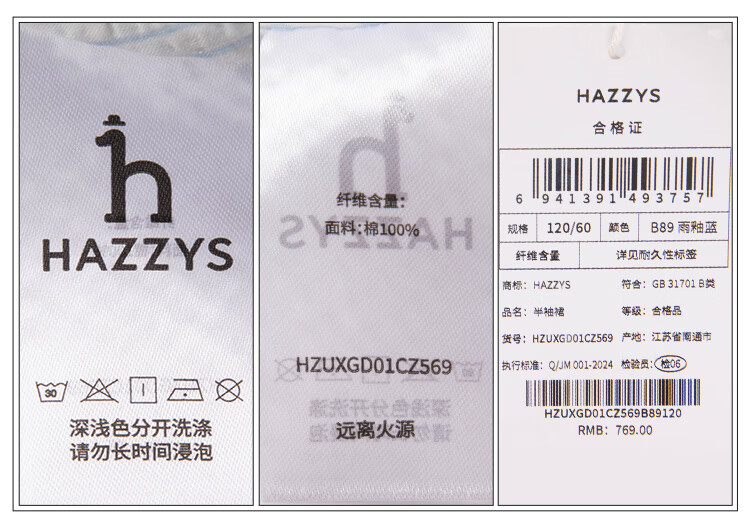 HAZZYS
30
深浅色分开洗涤
请勿长时间浸泡
纤维含量:
面料:棉100%
HZUXGD01CZ569
远离火源
HAZZYS
合格证
6 941391 493757
规格 120/60 颜色 B89 雨釉蓝
纤维含量 详见耐久性标签
商标: HAZZYS 符合: GB 31701 B类
品名: 半袖裙 等级: 合格品
货号: HZUXGD01CZ569 产地: 江苏省南通市
执行标准: Q/JM 001-2024 检验员: 检06
HZUXGD01CZ569B89120
RMB: 769.00